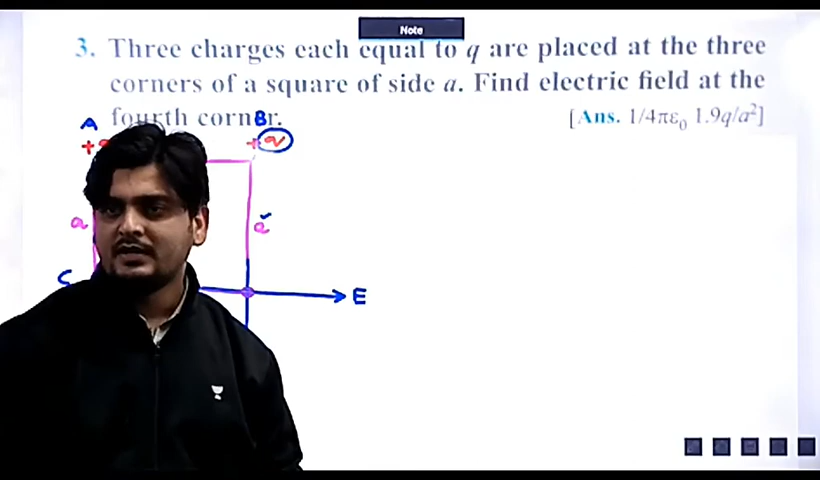 Note
3. Three charges each equal to q are placed at the three
corners of a square of side a. Find electric field at the
fourth corner.
[Ans. 1/4πε₀ 1.9q/a²]
A
B
+
+q
a
a
C
E